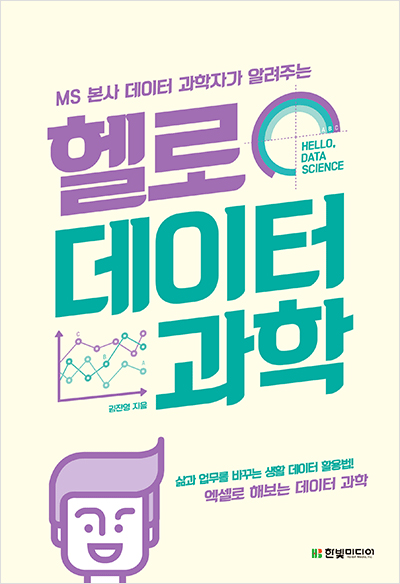 MS 본사 데이터 과학자가 알려주는
헬로
A B C
HELLO,
DATA
SCIENCE
데이터
과학
C
B
A
김진영 지음
삶과 업무를 바꾸는 생활 데이터 활용법!
엑셀로 해보는 데이터 과학
HB 한빛미디어